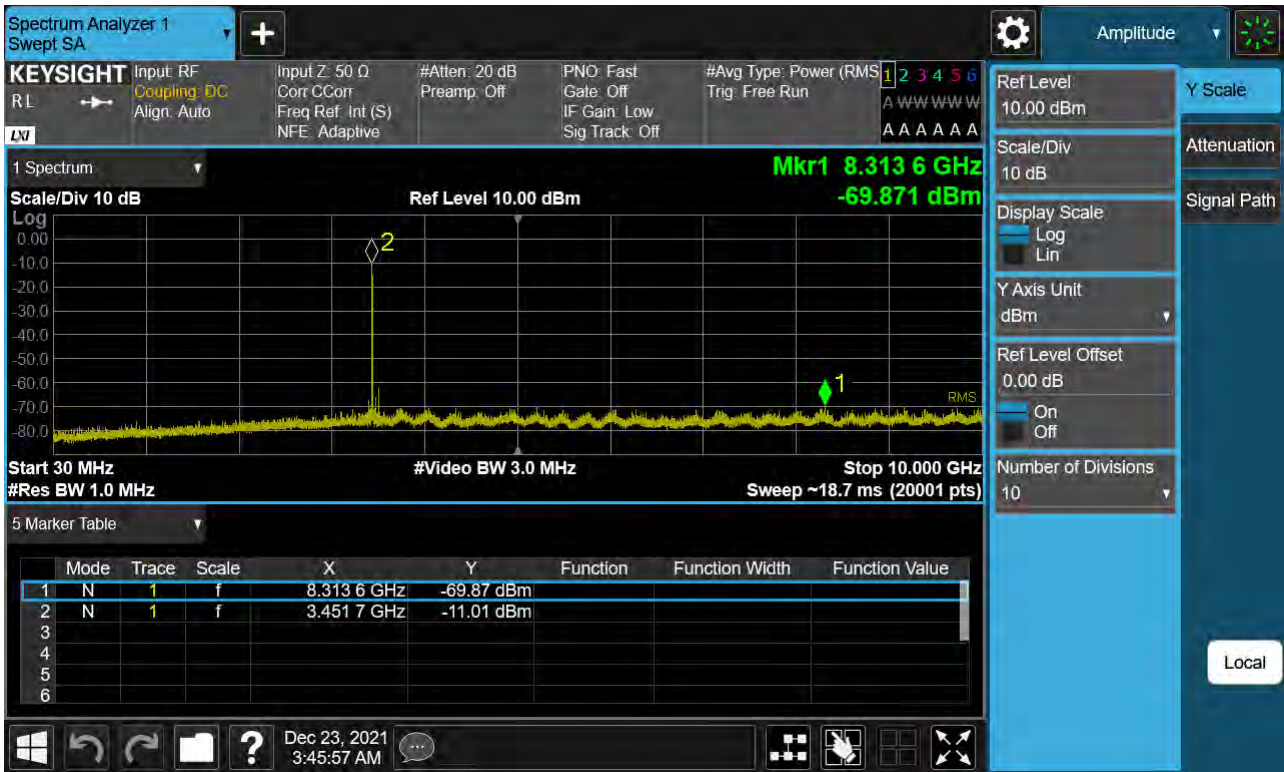 Spectrum Analyzer 1
Swept SA
+
Amplitude
KEYSIGHT
RL
LXI
Input: RF
Coupling: DC
Align: Auto
Input Z: 50 Ω
Corr CCorr
Freq Ref: Int (S)
NFE: Adaptive
#Atten: 20 dB
Preamp: Off
PNO: Fast
Gate: Off
IF Gain: Low
Sig Track: Off
#Avg Type: Power (RMS
Trig: Free Run
1 2 3 4 5 6
A W W W W W
A A A A A A
1 Spectrum
Mkr1 8.313 6 GHz
-69.871 dBm
Scale/Div 10 dB
Ref Level 10.00 dBm
Log
0.00
-10.0
-20.0
-30.0
-40.0
-50.0
-60.0
-70.0
-80.0
2
1
RMS
Start 30 MHz
#Video BW 3.0 MHz
Stop 10.000 GHz
#Res BW 1.0 MHz
Sweep ~18.7 ms (20001 pts)
5 Marker Table
Mode Trace Scale X Y Function Function Width Function Value
1 N 1 f 8.313 6 GHz -69.87 dBm
2 N 1 f 3.451 7 GHz -11.01 dBm
3
4
5
6
Ref Level
10.00 dBm
Scale/Div
10 dB
Display Scale
Log
Lin
Y Axis Unit
dBm
Ref Level Offset
0.00 dB
On
Off
Number of Divisions
10
Y Scale
Attenuation
Signal Path
Local
?
Dec 23, 2021
3:45:57 AM